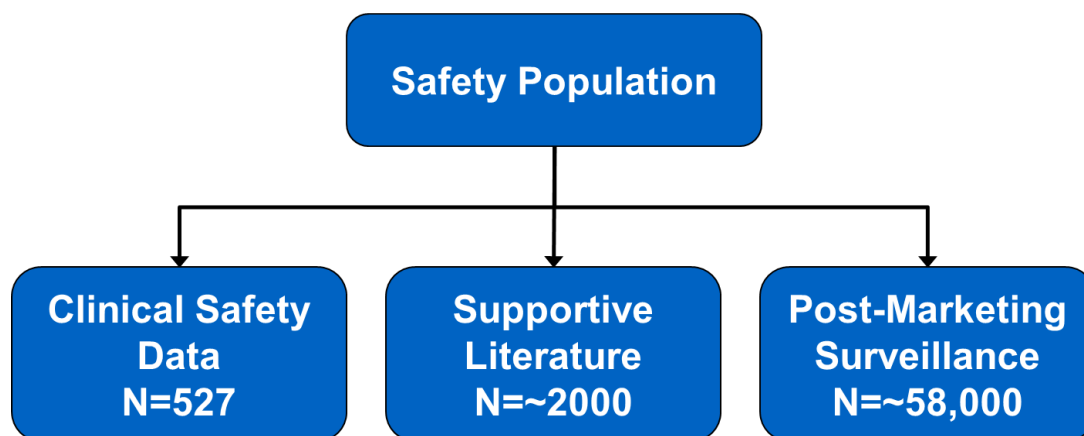 Safety Population
Clinical Safety
Data
N=527
Supportive
Literature
N=~2000
Post-Marketing
Surveillance
N=~58,000